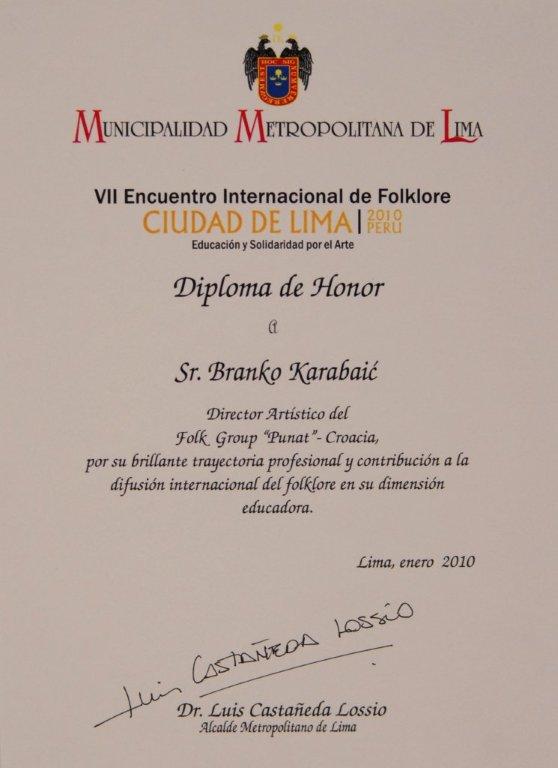 HOC SIG
MUNICIPALIDAD METROPOLITANA DE LIMA
VII Encuentro Internacional de Folklore
CIUDAD DE LIMA | 2010 PERU
Educación y Solidaridad por el Arte
Diploma de Honor
a
Sr. Branko Karabaić
Director Artístico del
Folk Group "Punat" - Croacia,
por su brillante trayectoria profesional y contribución a la
difusión internacional del folklore en su dimensión
educadora.
Lima, enero 2010
Luis CASTAÑEDA LOSSIO
Dr. Luis Castañeda Lossio
Alcalde Metropolitano de Lima